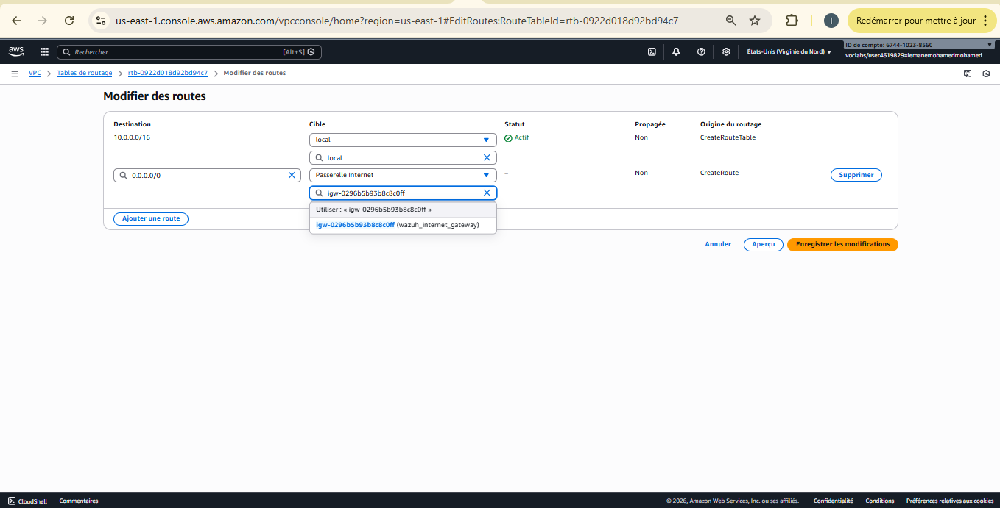 us-east-1.console.aws.amazon.com/vpcconsole/home?region=us-east-1#EditRoutes:RouteTableId=rtb-0922d018d92bd94c7
I
Redémarrer pour mettre à jour
aws
Rechercher
[Alt+S]
États-Unis (Virginie du Nord)
ID de compte: 6744-1023-8560
voclabs/user4619829=lemanemohamedmohamed...
VPC
Tables de routage
rtb-0922d018d92bd94c7
Modifier des routes
Modifier des routes
Destination Cible Statut Propagée Origine du routage
10.0.0.0/16 local Actif Non CreateRouteTable
local
0.0.0.0/0 Passerelle Internet – Non CreateRoute Supprimer
igw-0296b5b93b8c8c0ff
Utiliser : « igw-0296b5b93b8c8c0ff »
Ajouter une route
igw-0296b5b93b8c8c0ff (wazuh_internet_gateway)
Annuler Aperçu Enregistrer les modifications
CloudShell Commentaires © 2026, Amazon Web Services, Inc. ou ses affiliés. Confidentialité Conditions Préférences relatives aux cookies